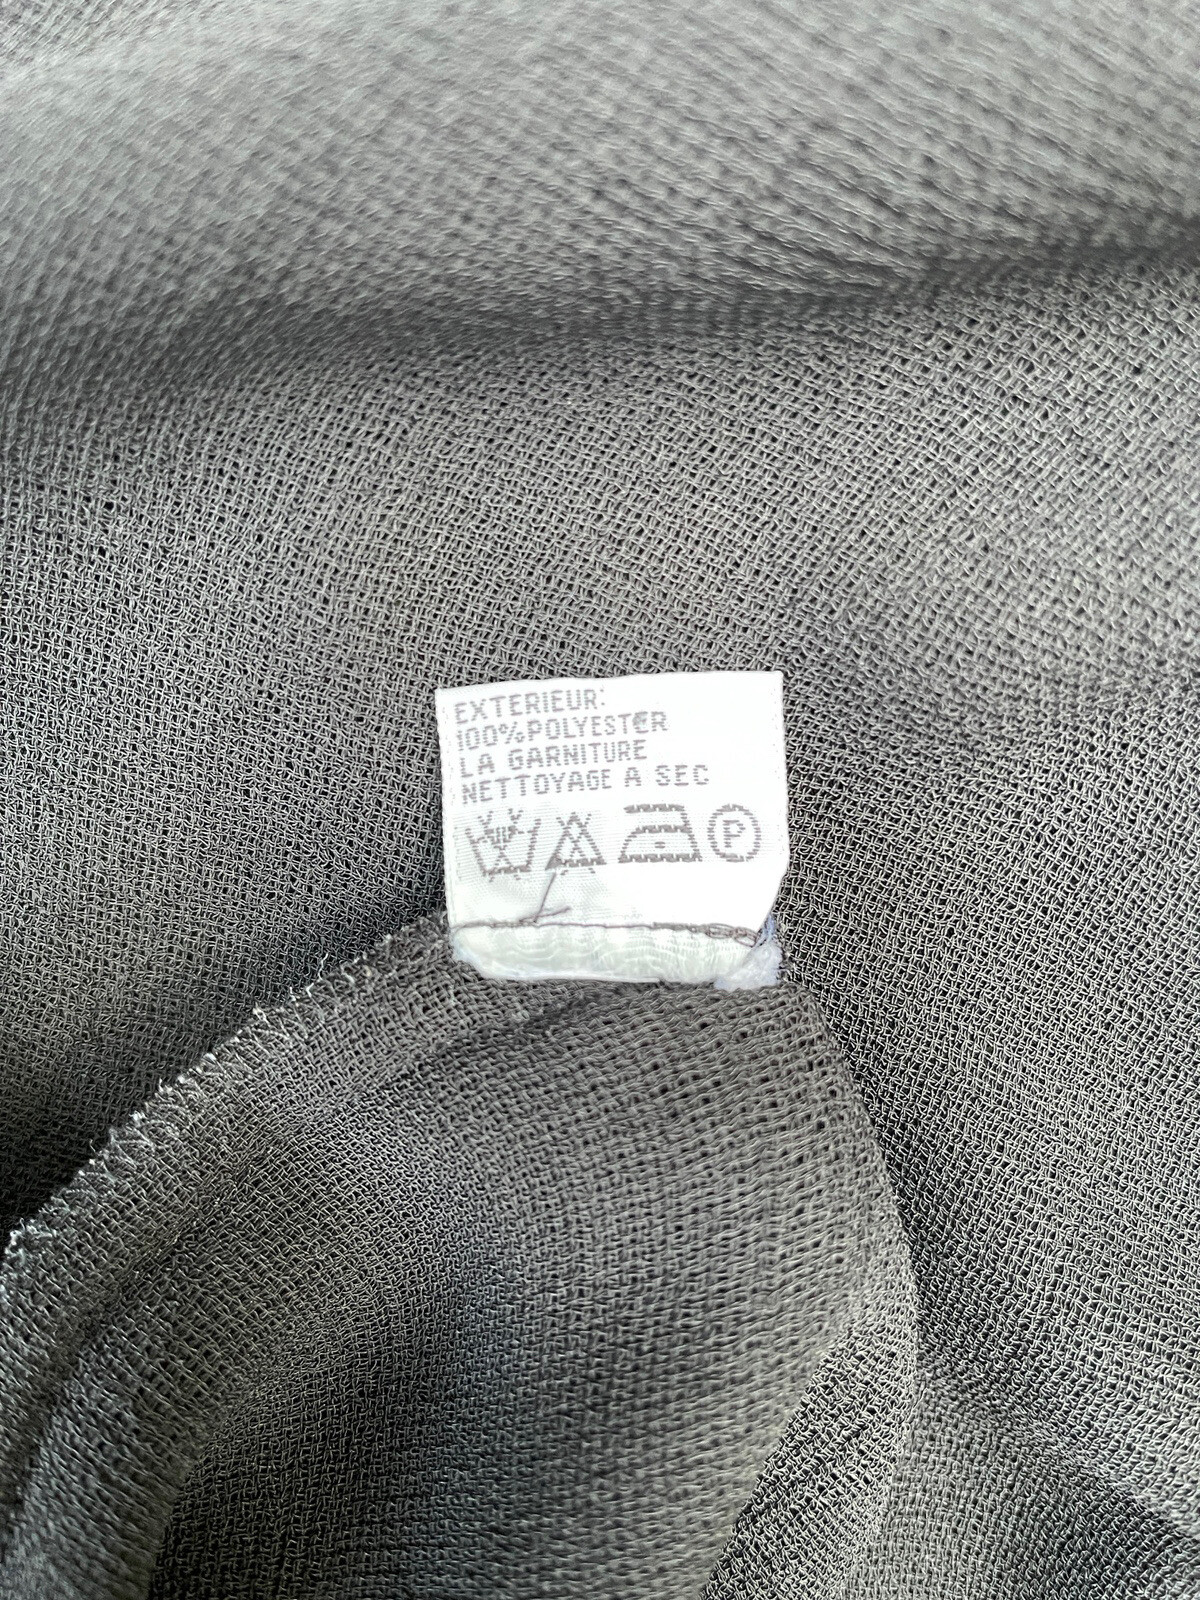 EXTERIEUR:
100%POLYESTER
LA GARNITURE
NETTOYAGE A SEC
P